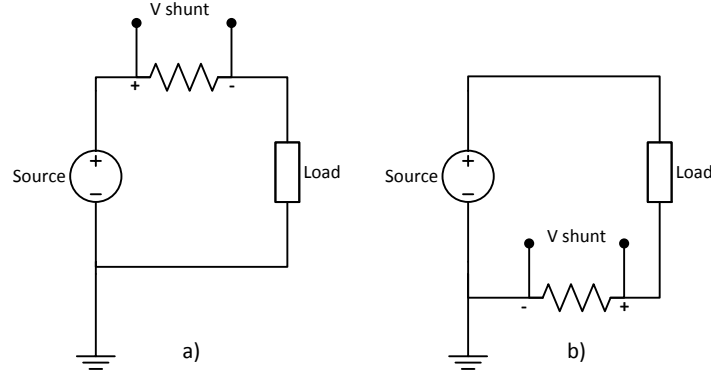 V shunt
+ -
+
Source
-
Load
a)
+
Source
-
Load
V shunt
- +
b)